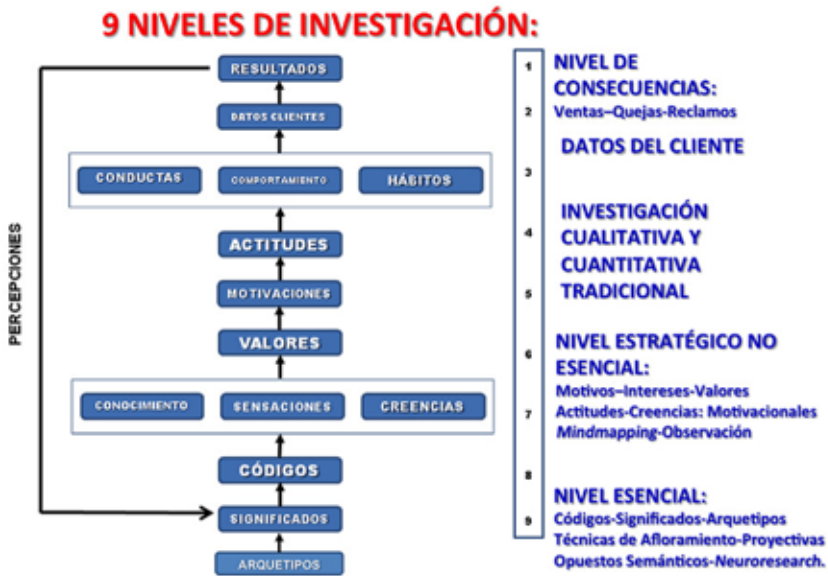 9 NIVELES DE INVESTIGACIÓN:
PERCEPCIONES
RESULTADOS
DATOS CLIENTES
CONDUCTAS
COMPORTAMIENTO
HÁBITOS
ACTITUDES
MOTIVACIONES
VALORES
CONOCIMIENTO
SENSACIONES
CREENCIAS
CÓDIGOS
SIGNIFICADOS
ARQUETIPOS
1
2
3
4
5
6
7
8
9
NIVEL DE
CONSECUENCIAS:
Ventas–Quejas-Reclamos
DATOS DEL CLIENTE
INVESTIGACIÓN
CUALITATIVA Y
CUANTITATIVA
TRADICIONAL
NIVEL ESTRATÉGICO NO
ESENCIAL:
Motivos–Intereses-Valores
Actitudes-Creencias: Motivacionales
Mindmapping-Observación
NIVEL ESENCIAL:
Códigos-Significados-Arquetipos
Técnicas de Afloramiento-Proyectivas
Opuestos Semánticos-Neuroresearch.